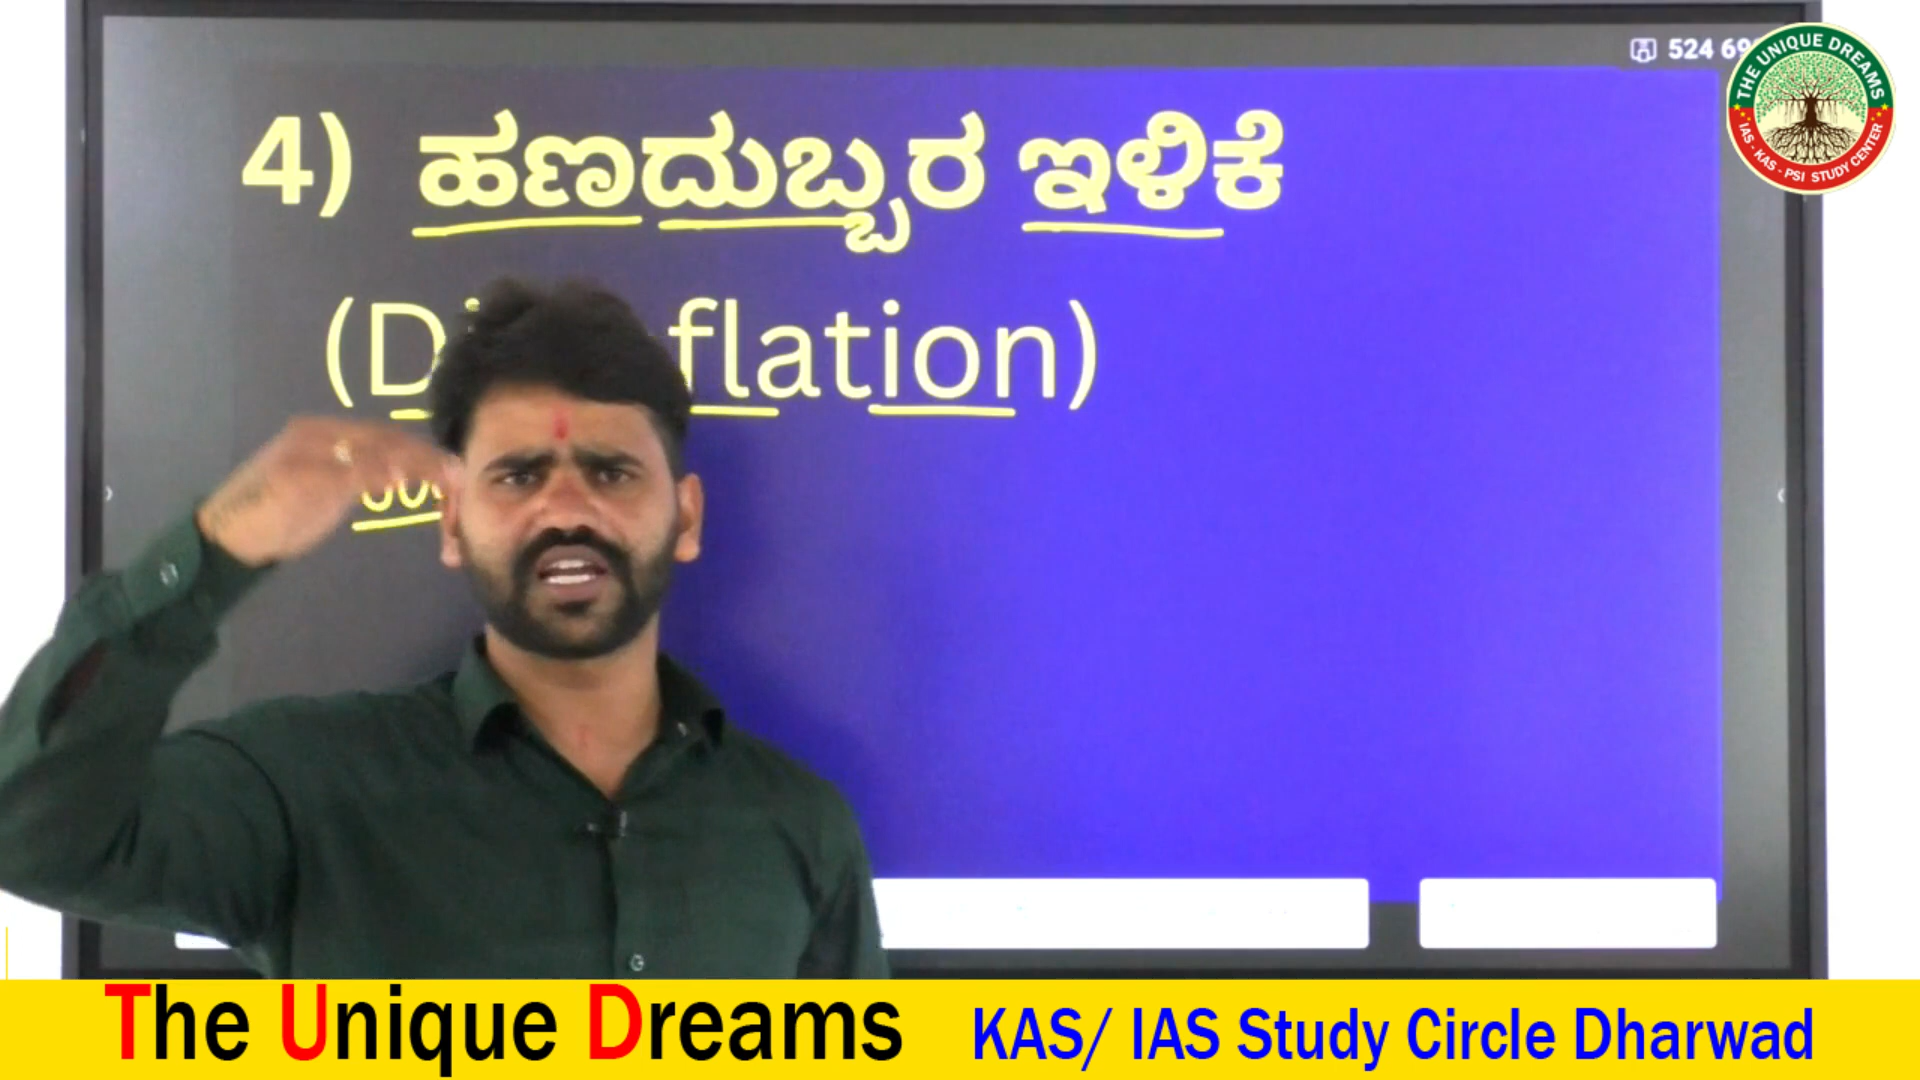 524 69
THE UNIQUE DREAMS
IAS - KAS - PSI STUDY CENTER
4) ಹಣದುಬ್ಬರ ಇಳಿಕೆ
flation)
The Unique Dreams
KAS/ IAS Study Circle Dharwad